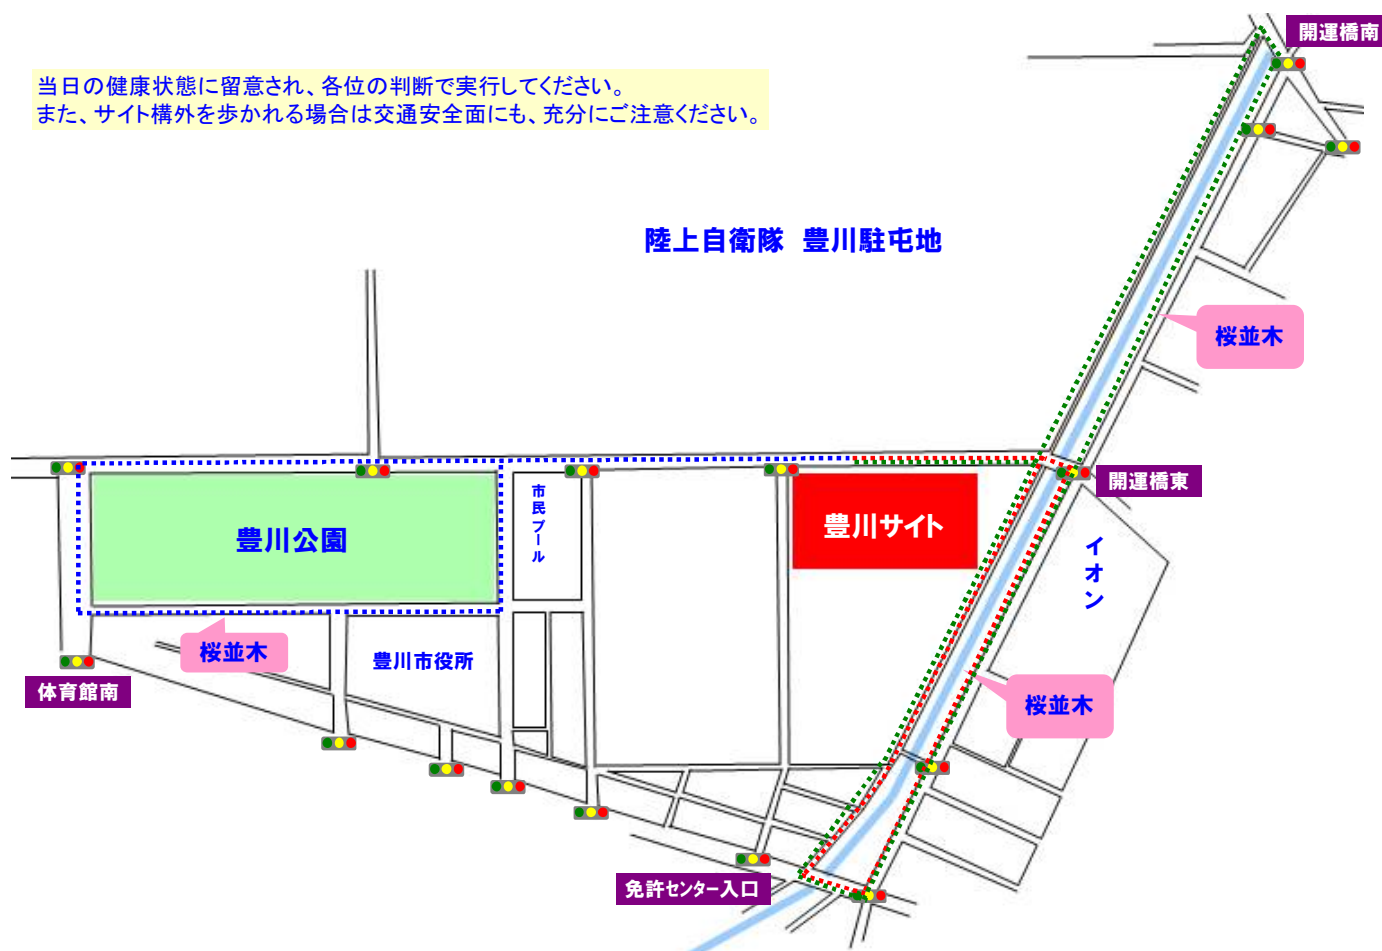 開運橋南
当日の健康状態に留意され、各位の判断で実行してください。
また、サイト構外を歩かれる場合は交通安全面にも、充分にご注意ください。
陸上自衛隊 豊川駐屯地
桜並木
開運橋東
市民プール
豊川公園
豊川サイト
イオン
桜並木
豊川市役所
体育館南
桜並木
免許センター入口